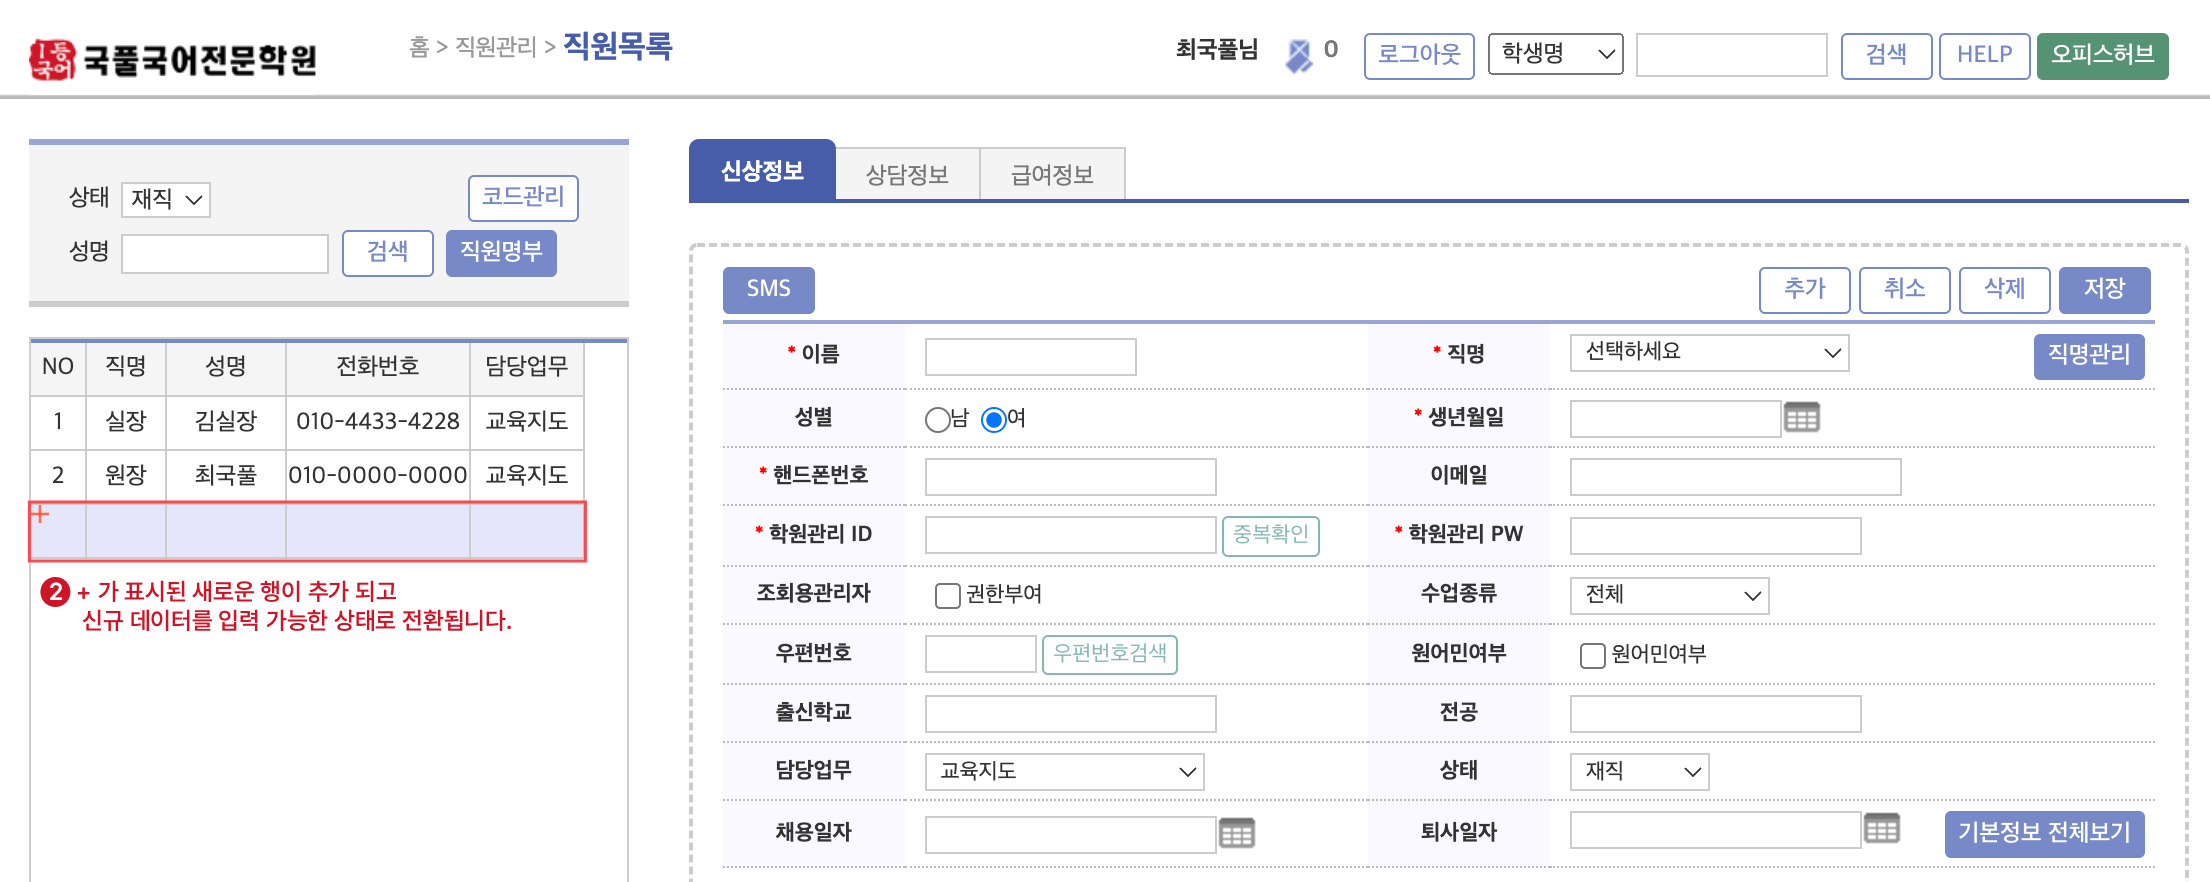 1등 국어 국풀국어전문학원
홈 > 직원관리 > 직원목록
최국풀님 0 로그아웃 학생명 검색 HELP 오피스허브
상태 재직 코드관리
성명 검색 직원명부
NO 직명 성명 전화번호 담당업무
1 실장 김실장 010-4433-4228 교육지도
2 원장 최국풀 010-0000-0000 교육지도
+
2 + 가 표시된 새로운 행이 추가 되고
신규 데이터를 입력 가능한 상태로 전환됩니다.
신상정보 상담정보 급여정보
SMS 추가 취소 삭제 저장
* 이름 * 직명 선택하세요 직명관리
성별 남 여 * 생년월일
* 핸드폰번호 이메일
* 학원관리 ID 중복확인 * 학원관리 PW
조회용관리자 권한부여 수업종류 전체
우편번호 우편번호검색 원어민여부 원어민여부
출신학교 전공
담당업무 교육지도 상태 재직
채용일자 퇴사일자 기본정보 전체보기